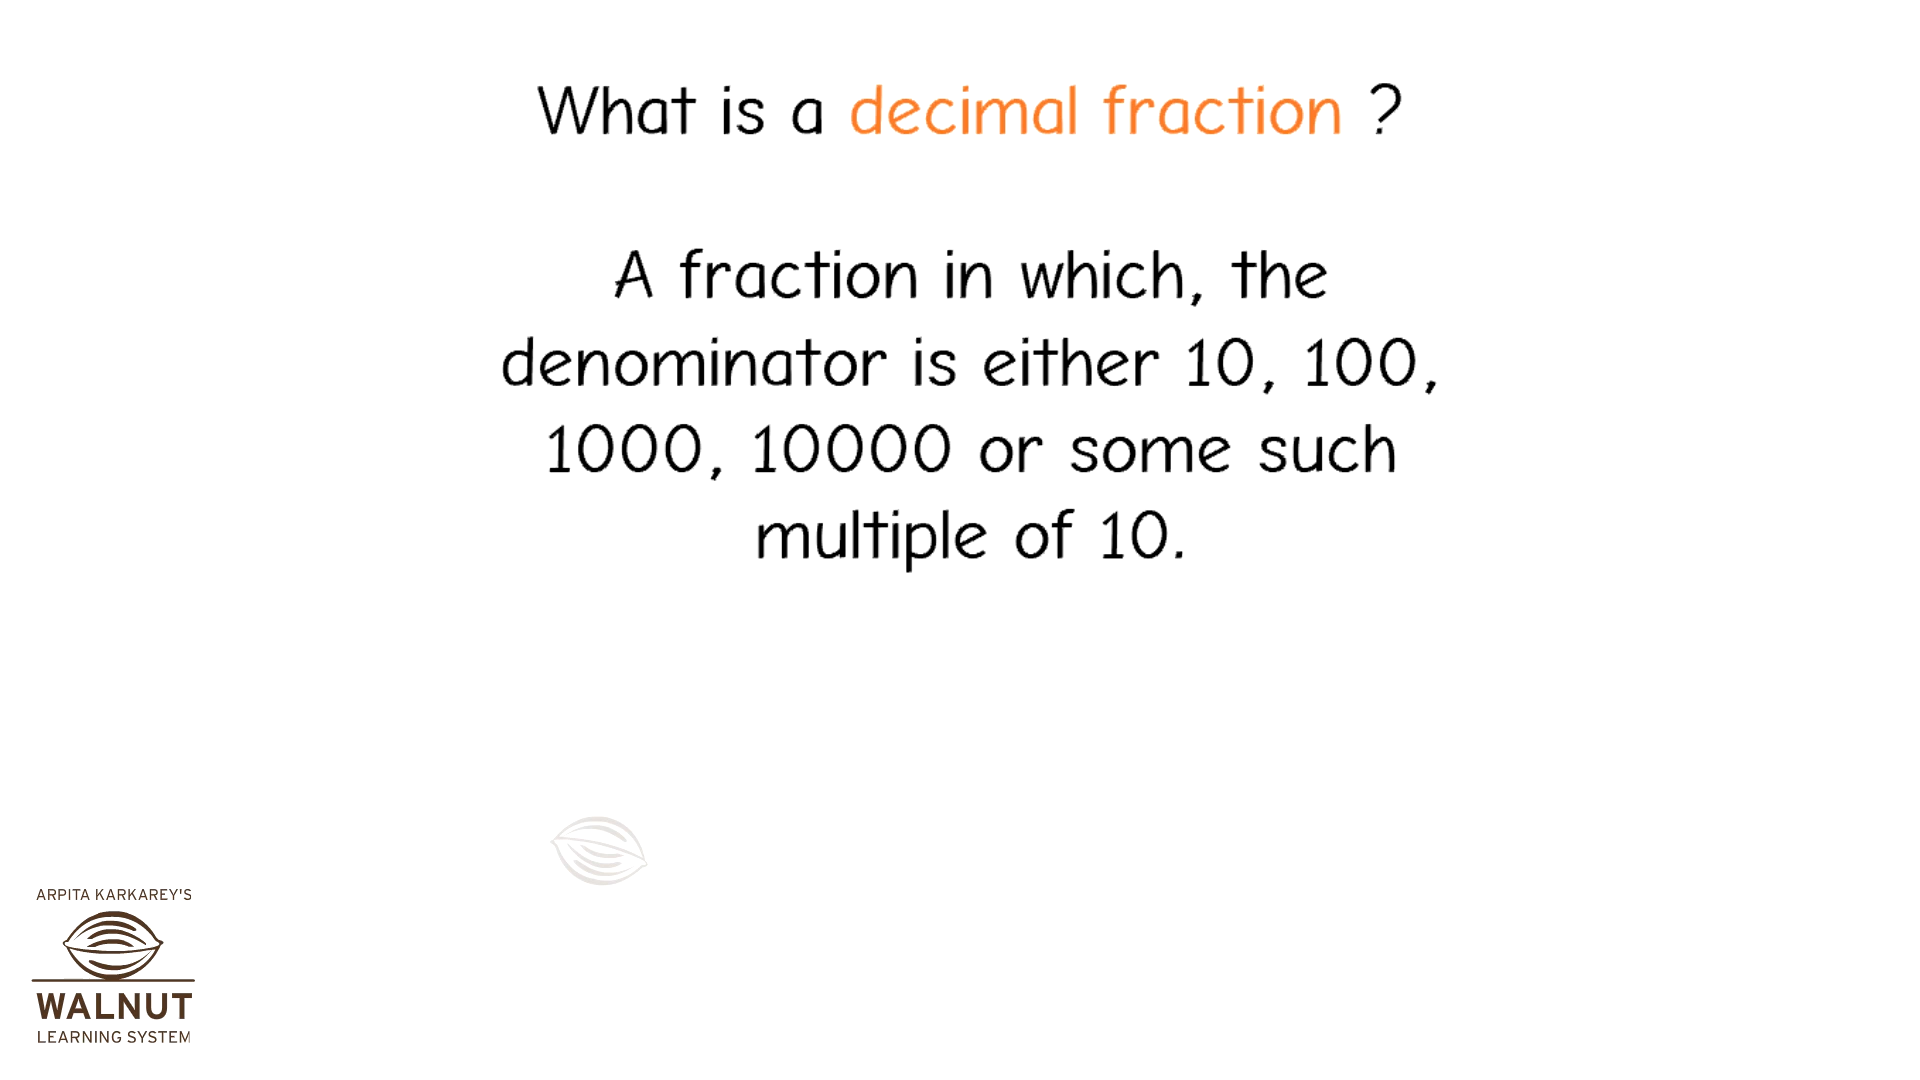 What is a decimal fraction ?
A fraction in which, the
denominator is either 10, 100,
1000, 10000 or some such
multiple of 10.
ARPITA KARKAREY'S
WALNUT
LEARNING SYSTEM